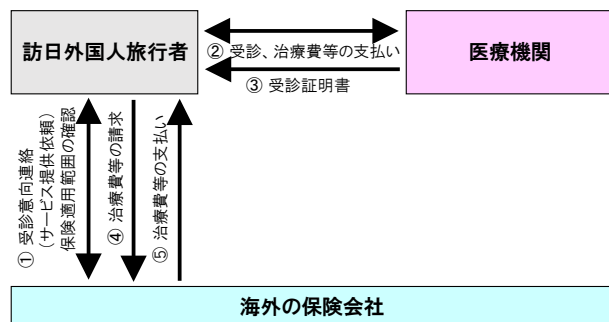 訪日外国人旅行者
② 受診、治療費等の支払い
③ 受診証明書
医療機関
① 受診意向連絡
(サービス提供依頼)
保険適用範囲の確認
④ 治療費等の請求
⑤ 治療費等の支払い
海外の保険会社